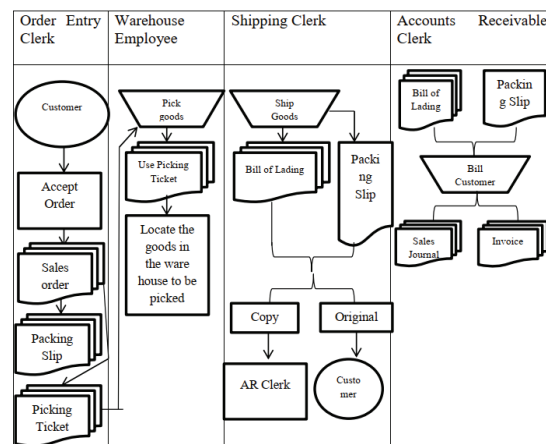 Order Entry
Clerk
Warehouse
Employee
Shipping Clerk
Accounts Receivable
Clerk
Customer
Accept
Order
Sales
order
Packing
Slip
Picking
Ticket
Pick
goods
Use Picking
Ticket
Locate the
goods in
the ware
house to be
picked
Ship
Goods
Bill of Lading
Packi
ng
Slip
Copy
Original
AR Clerk
Custo
mer
Bill of
Lading
Packin
g Slip
Bill
Customer
Sales
Journal
Invoice